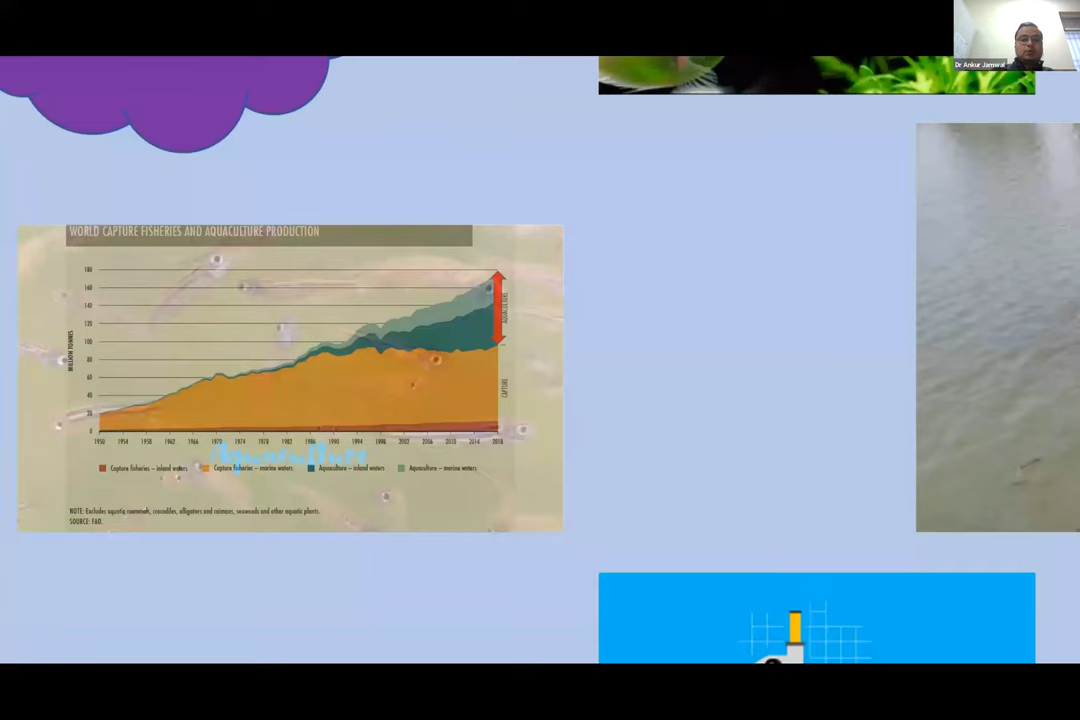 Dr Ankur Jamwal
WORLD CAPTURE FISHERIES AND AQUACULTURE PRODUCTION
180
160
140
120
100
80
60
40
20
0
MILLION TONNES
AQUACULTURE
CAPTURE
1950 1954 1958 1962 1966 1970 1974 1978 1982 1986 1990 1994 1998 2002 2006 2010 2014 2018
Aquaculture
Capture fisheries – inland waters Capture fisheries – marine waters Aquaculture – inland waters Aquaculture – marine waters
NOTE: Excludes aquatic mammals, crocodiles, alligators and caimans, seaweeds and other aquatic plants.
SOURCE: FAO.